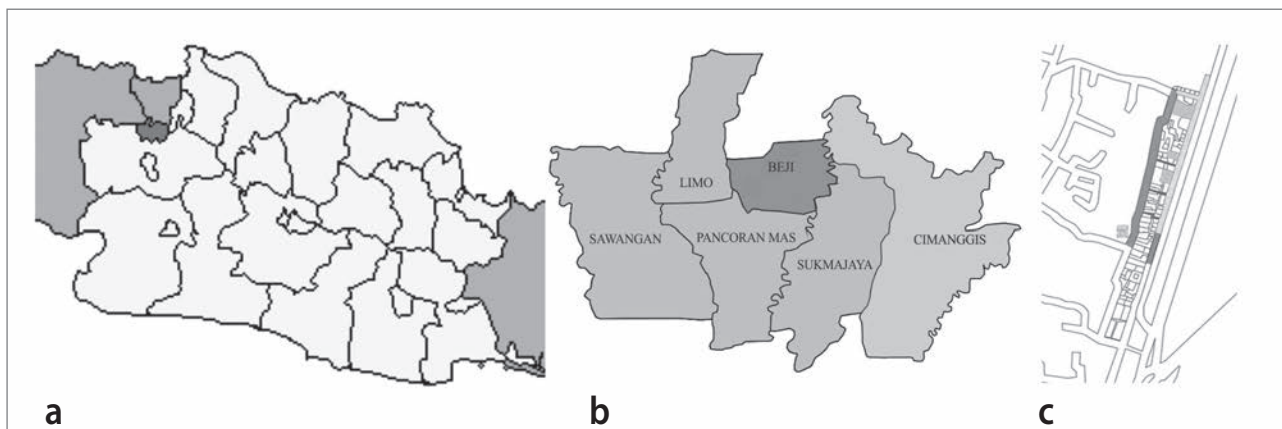 BEJI
LIMO
SAWANGAN
PANCORAN MAS
CIMANGGIS
SUKMAJAYA
a
b
c